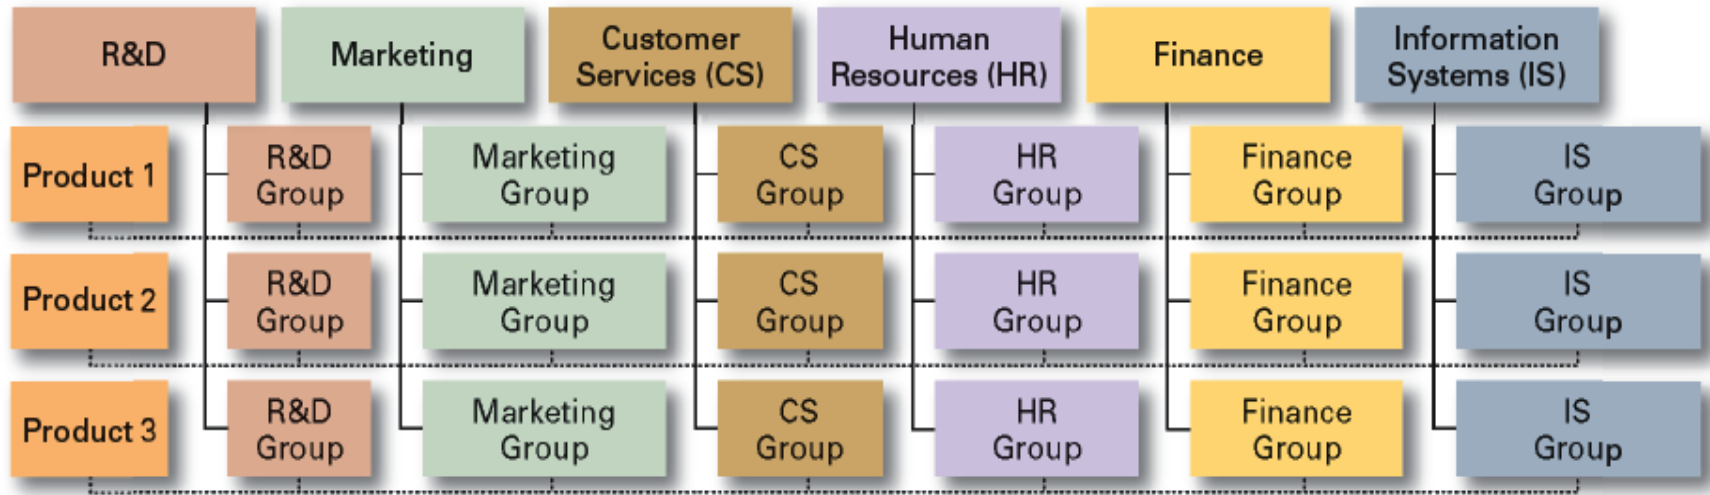 R&D
Marketing
Customer
Services (CS)
Human
Resources (HR)
Finance
Information
Systems (IS)
Product 1
R&D
Group
Marketing
Group
CS
Group
HR
Group
Finance
Group
IS
Group
Product 2
R&D
Group
Marketing
Group
CS
Group
HR
Group
Finance
Group
IS
Group
Product 3
R&D
Group
Marketing
Group
CS
Group
HR
Group
Finance
Group
IS
Group